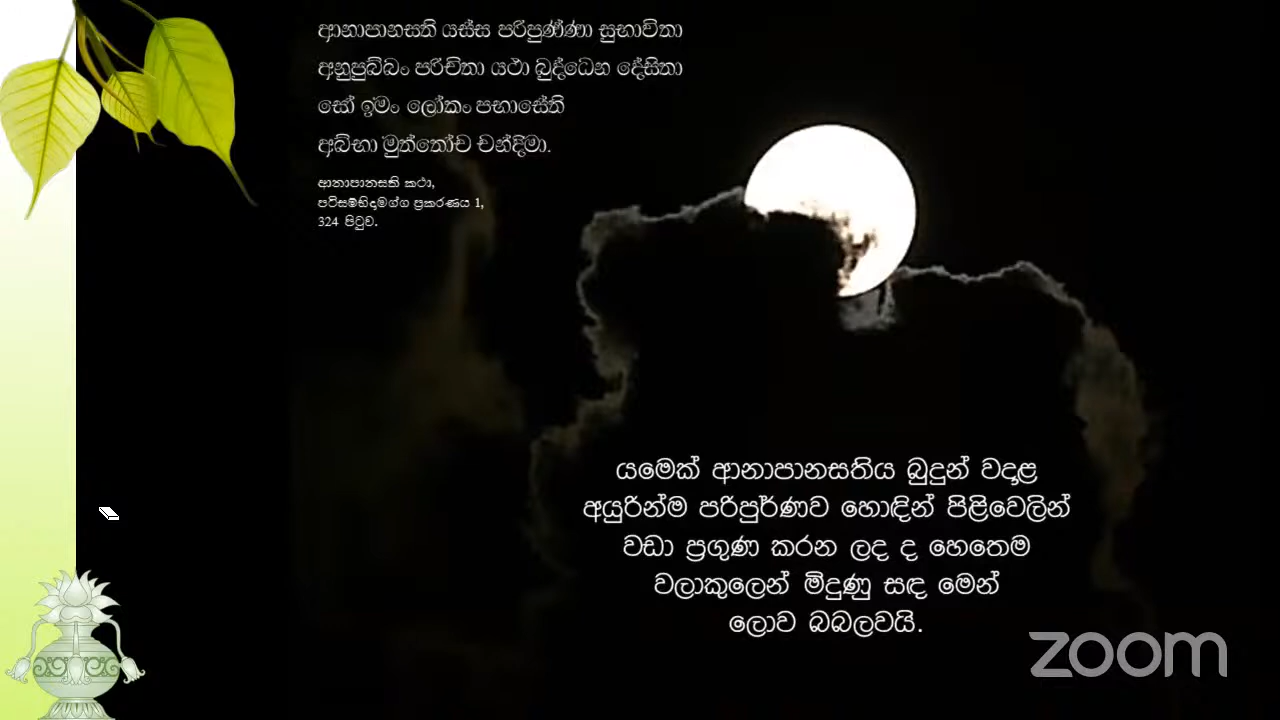 ආනාපානසති යස්ස පරිපුණ්ණා සුභාවිතා
අනුපුබ්බං පරිචිතා යථා බුද්ධෙන දේසිතා
සෝ ඉමං ලෝකං පභාසේති
අබ්භා මුත්තෝච චන්දිමා.
ආනාපානසති කථා,
පටිසම්භිදාමග්ග ප්‍රකරණය 1,
324 පිටුව.
යමෙක් ආනාපානසතිය බුදුන් වදාළ
අයුරින්ම පරිපුර්ණව හොඳින් පිළිවෙලින්
වඩා ප්‍රගුණ කරන ලද ද හෙතෙම
වලාකුලෙන් මිදුණු සඳ මෙන්
ලොව බබලවයි.
zoom